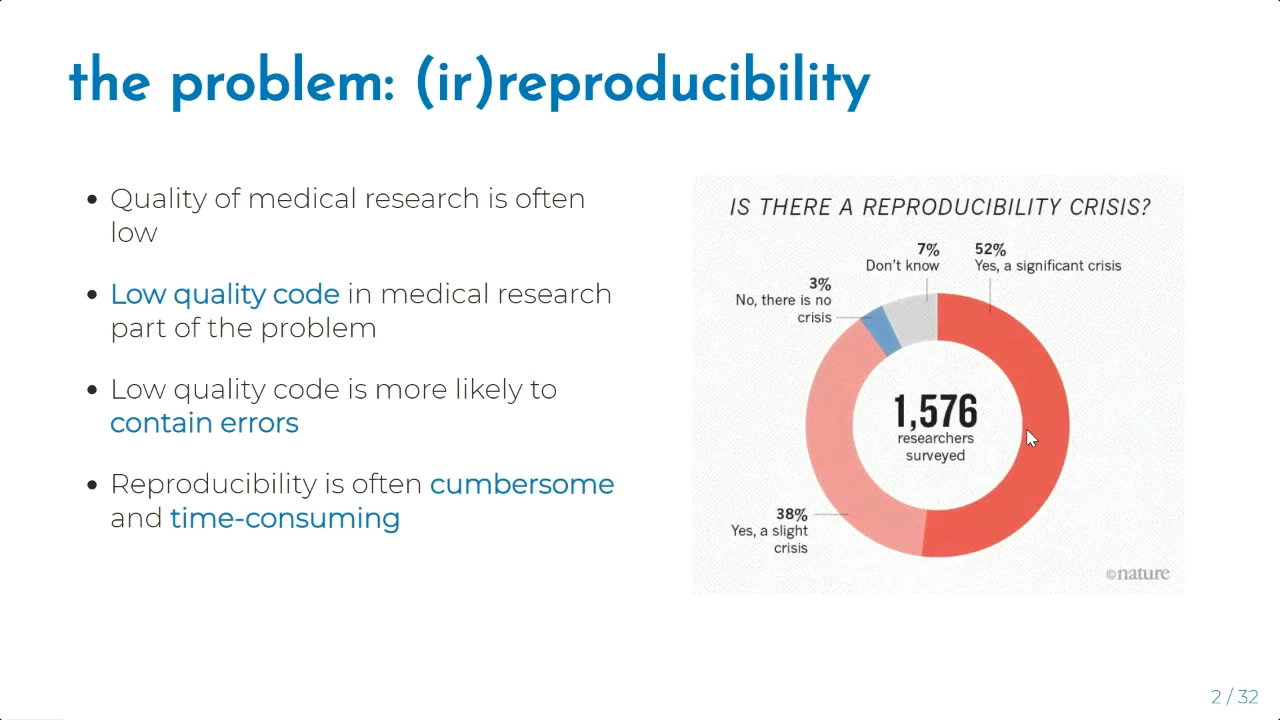 the problem: (ir)reproducibility
• Quality of medical research is often
low
• Low quality code in medical research
part of the problem
• Low quality code is more likely to
contain errors
• Reproducibility is often cumbersome
and time-consuming
IS THERE A REPRODUCIBILITY CRISIS?
7%
Don't know
52%
Yes, a significant crisis
3%
No, there is no
crisis
1,576
researchers
surveyed
38%
Yes, a slight
crisis
©nature
2 / 32